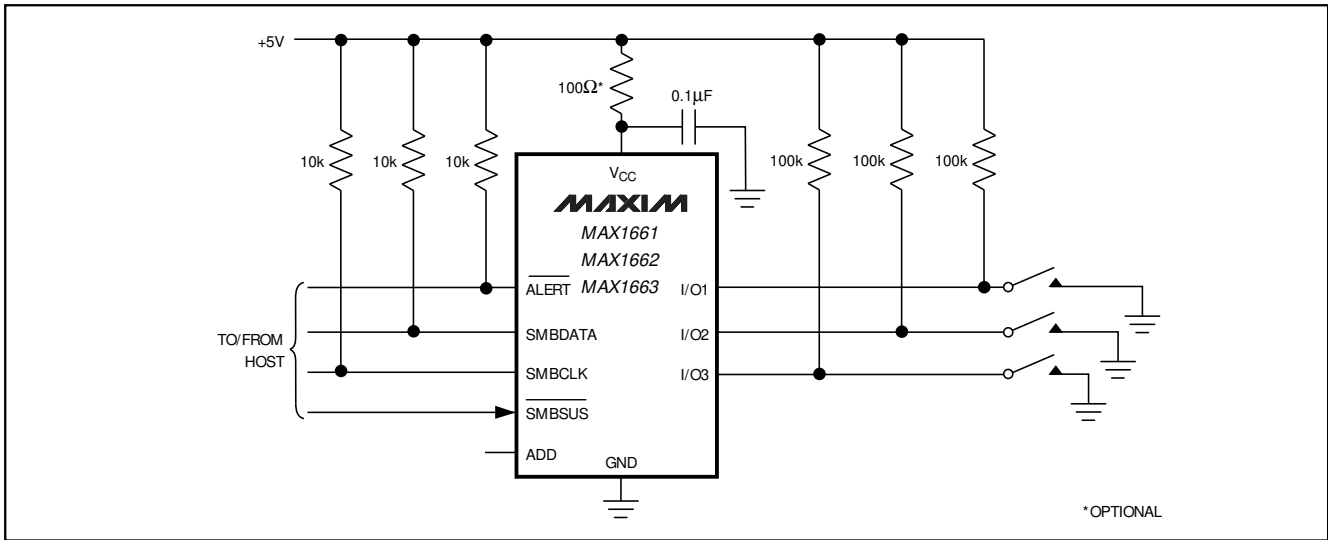 +5V
100Ω*
0.1µF
10k
10k
10k
100k
100k
100k
VCC
MAXIM
MAX1661
MAX1662
MAX1663
ALERT
I/O1
SMBDATA
I/O2
TO/FROM
HOST
SMBCLK
I/O3
SMBSUS
ADD
GND
*OPTIONAL